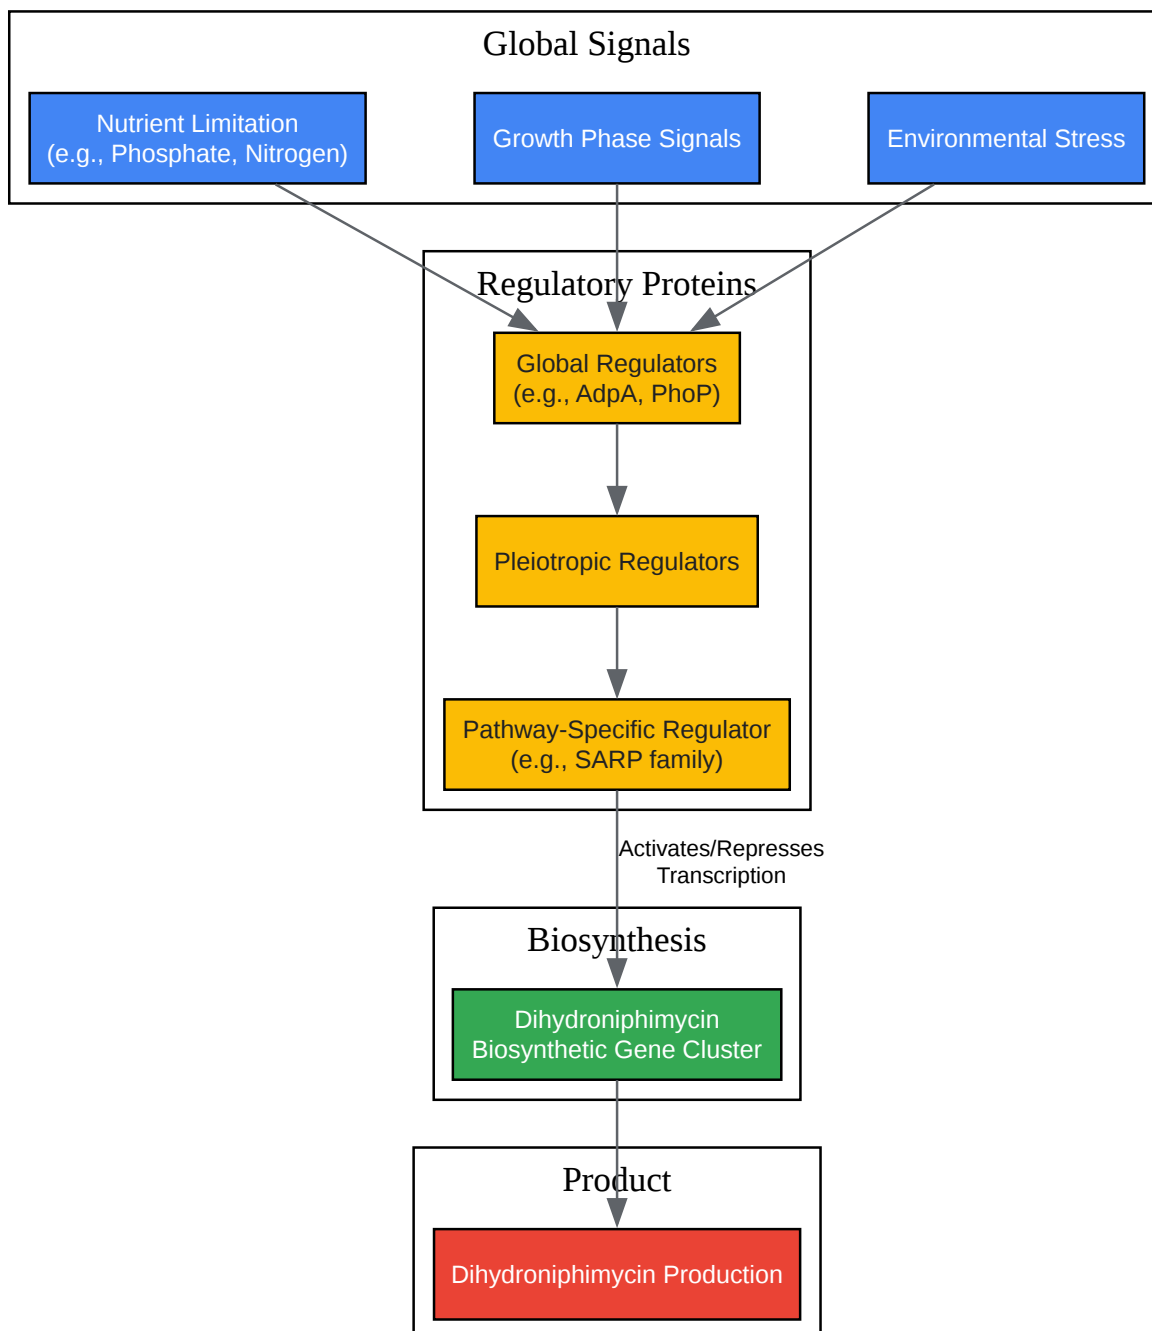 Global Signals
Nutrient Limitation
(e.g., Phosphate, Nitrogen)
Growth Phase Signals
Environmental Stress
Regulatory Proteins
Global Regulators
(e.g., AdpA, PhoP)
Pleiotropic Regulators
Pathway-Specific Regulator
(e.g., SARP family)
Activates/Represses
Transcription
Biosynthesis
Dihydroniphimycin
Biosynthetic Gene Cluster
Product
Dihydroniphimycin Production